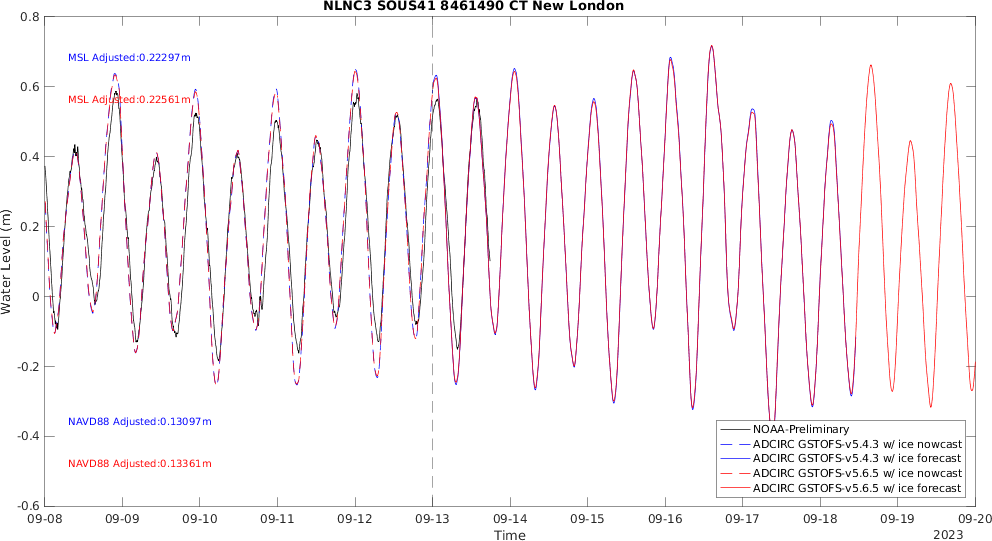 NLNC3 SOUS41 8461490 CT New London
0.8
0.6
0.4
0.2
0
-0.2
-0.4
-0.6
Water Level (m)
MSL Adjusted:0.22297m
MSL Adjusted:0.22561m
NAVD88 Adjusted:0.13097m
NAVD88 Adjusted:0.13361m
NOAA-Preliminary
ADCIRC GSTOFS-v5.4.3 w/ ice nowcast
ADCIRC GSTOFS-v5.4.3 w/ ice forecast
ADCIRC GSTOFS-v5.6.5 w/ ice nowcast
ADCIRC GSTOFS-v5.6.5 w/ ice forecast
09-08 09-09 09-10 09-11 09-12 09-13 09-14 09-15 09-16 09-17 09-18 09-19 09-20
Time
2023